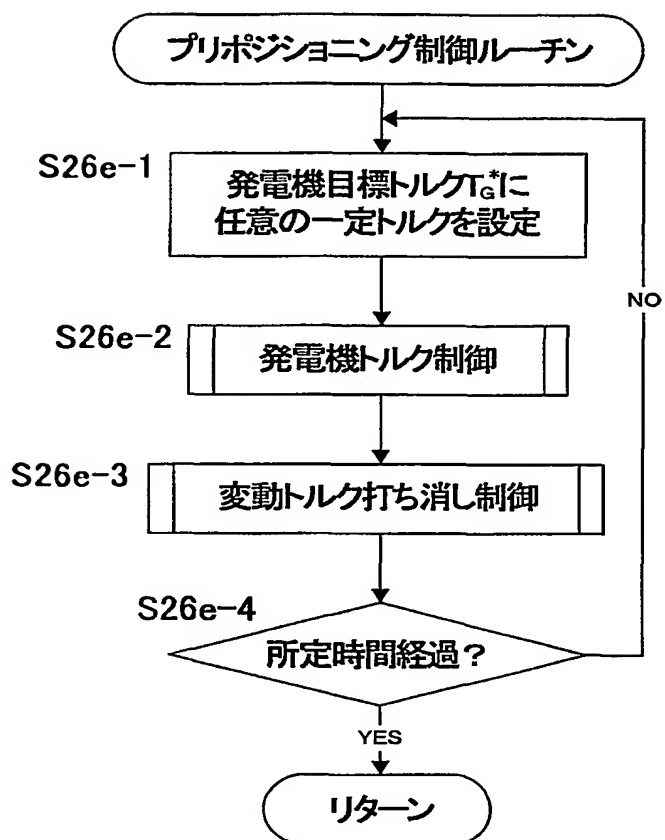 プリポジショニング制御ルーチン
S26e-1
発電機目標トルクTG*に
任意の一定トルクを設定
NO
S26e-2
発電機トルク制御
S26e-3
変動トルク打ち消し制御
S26e-4
所定時間経過?
YES
リターン